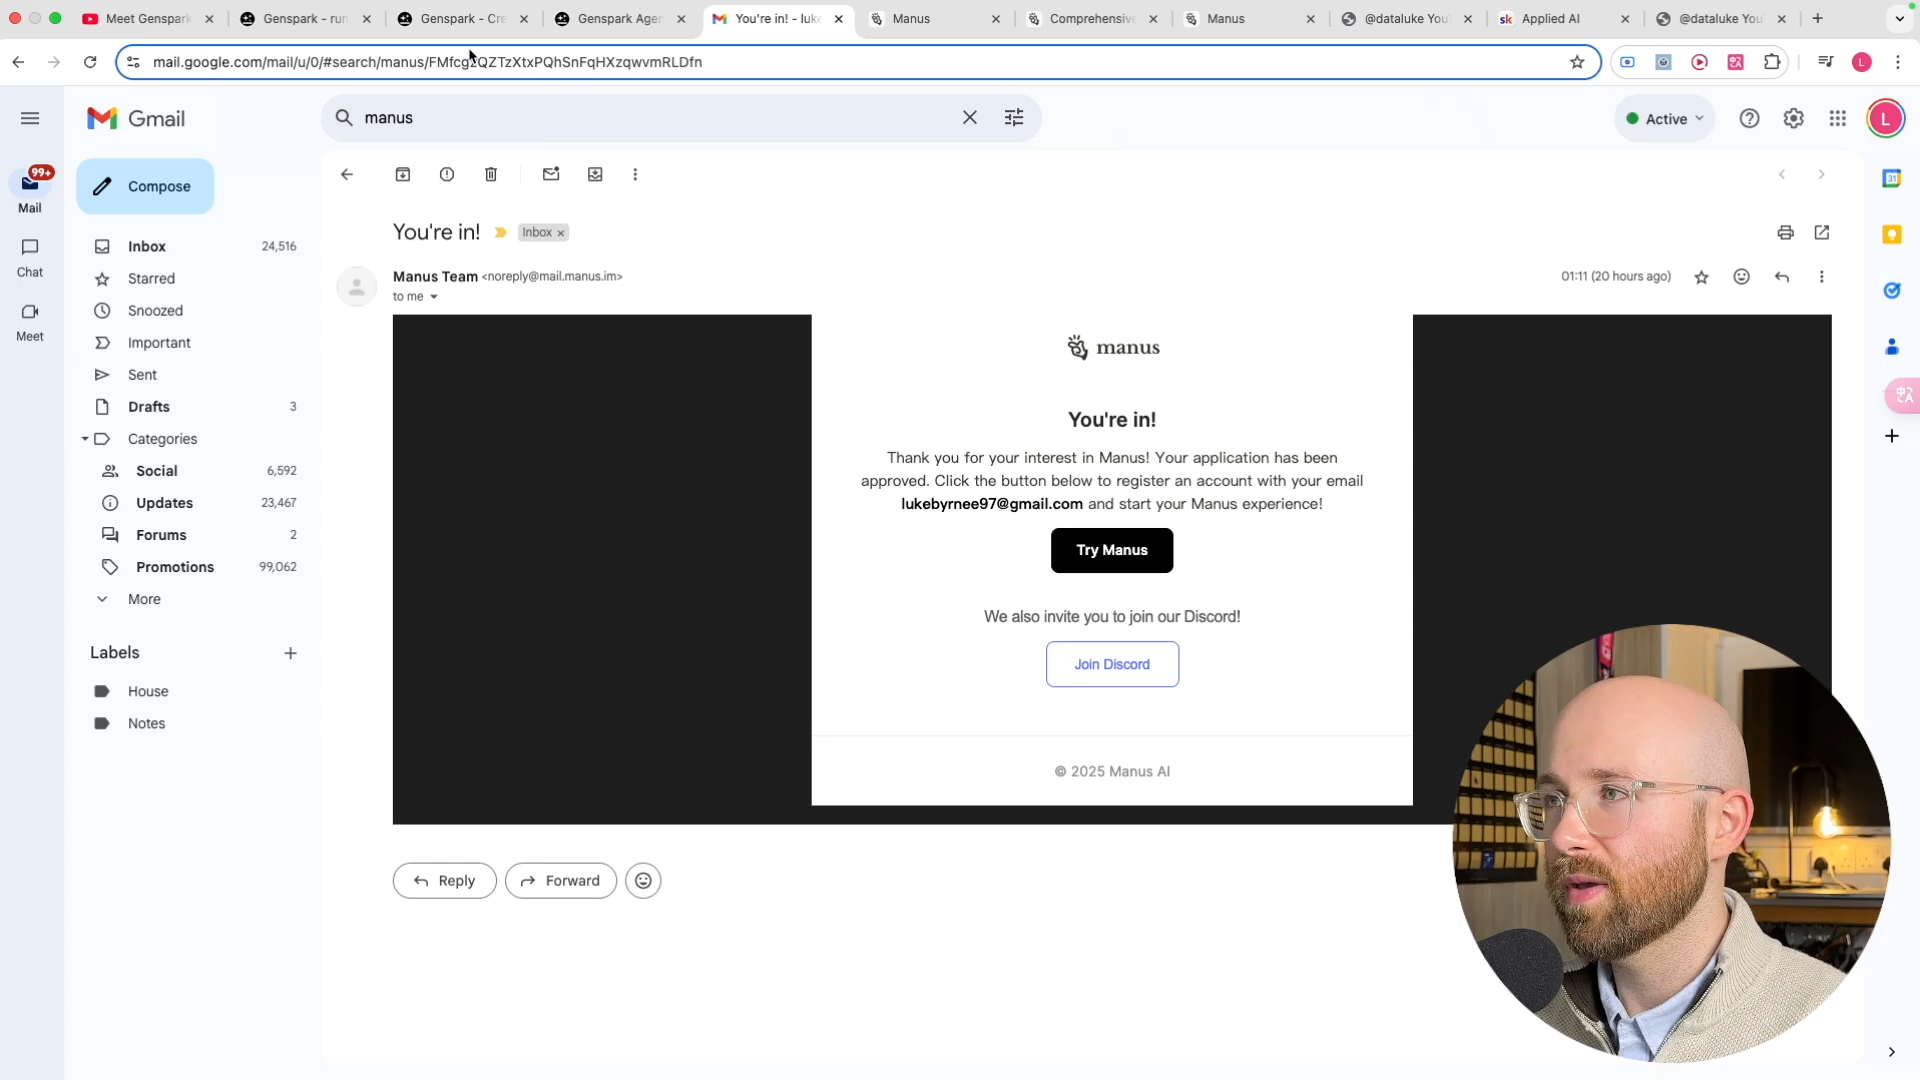 Meet Genspark
Genspark - run
Genspark - Cre
Genspark Agen
You're in! - luke
Manus
Comprehensive
Manus
@dataluke You
sk Applied AI
@dataluke You
mail.google.com/mail/u/0/#search/manus/FMfcgzQZTzXtxPQhSnFqHXzqwvmRLDfn
L
Gmail
manus
Active
L
99+
Mail
Chat
Meet
Compose
Inbox 24,516
Starred
Snoozed
Important
Sent
Drafts 3
Categories
Social 6,592
Updates 23,467
Forums 2
Promotions 99,062
More
Labels
House
Notes
You're in!
Inbox ×
Manus Team <noreply@mail.manus.im>
01:11 (20 hours ago)
to me
manus
You're in!
Thank you for your interest in Manus! Your application has been
approved. Click the button below to register an account with your email
lukebyrnee97@gmail.com and start your Manus experience!
Try Manus
We also invite you to join our Discord!
Join Discord
© 2025 Manus AI
Reply
Forward
31